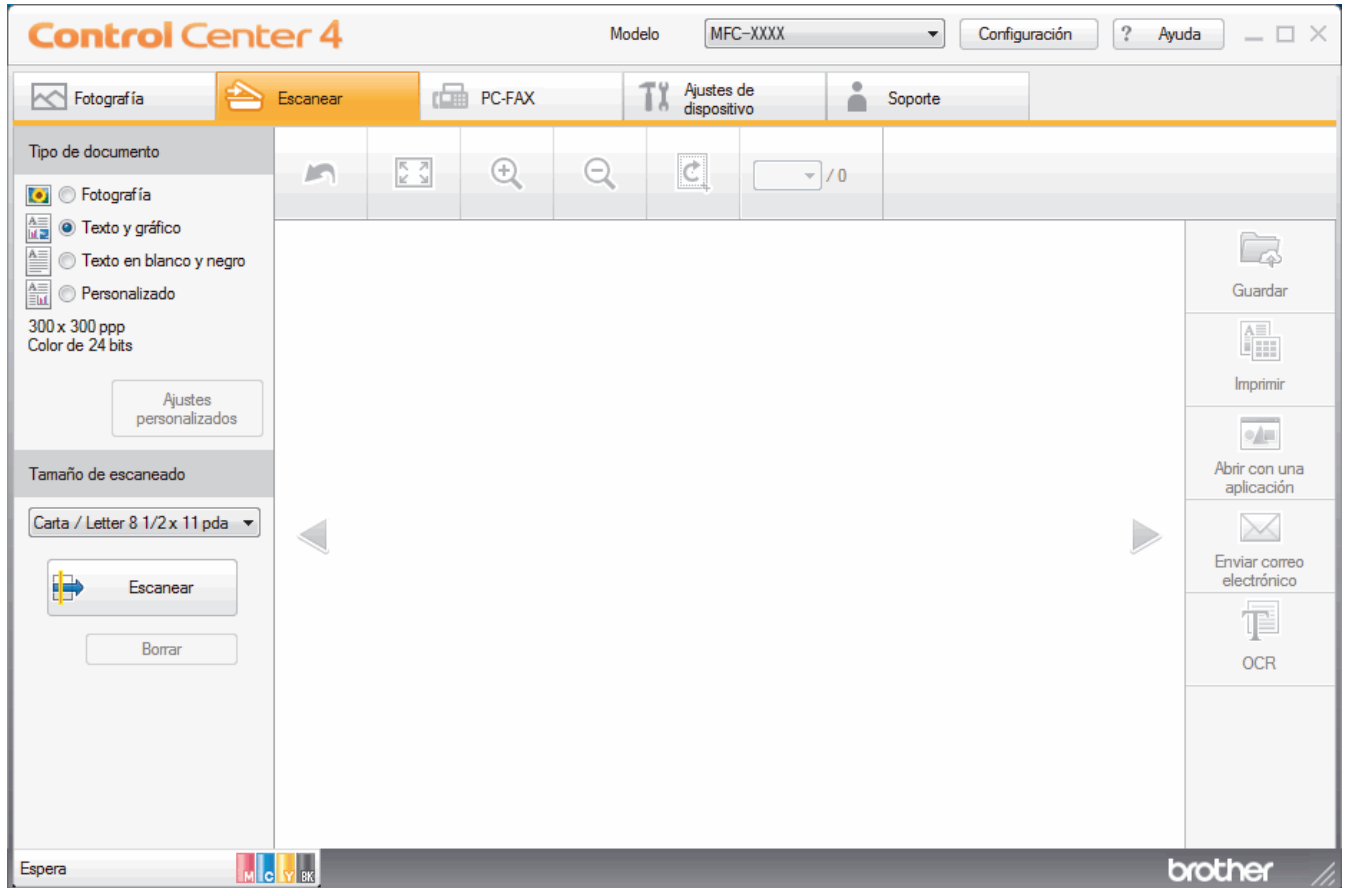 Control Center 4
Modelo
MFC-XXXX
Configuración
? Ayuda
Fotografía
Escanear
PC-FAX
Ajustes de
dispositivo
Soporte
Tipo de documento
/ 0
Fotografía
Texto y gráfico
Texto en blanco y negro
Personalizado
300 x 300 ppp
Color de 24 bits
Ajustes
personalizados
Tamaño de escaneado
Carta / Letter 8 1/2 x 11 pda
Escanear
Borrar
Guardar
Imprimir
Abrir con una
aplicación
Enviar correo
electrónico
OCR
Espera
M C Y BK
brother